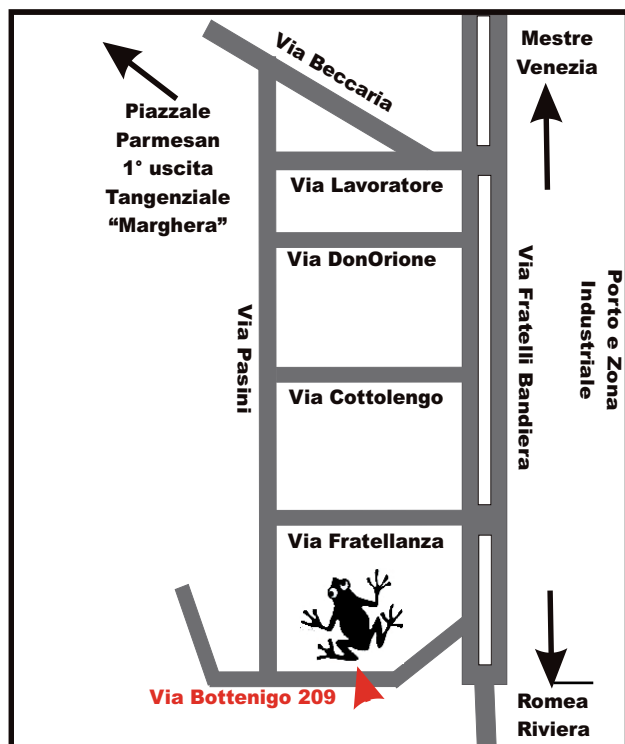 Mestre
Venezia
Via Beccaria
Piazzale
Parmesan
1° uscita
Tangenziale
“Marghera”
Via Lavoratore
Via DonOrione
Via Pasini
Via Fratelli Bandiera
Porto e Zona
Industriale
Via Cottolengo
Via Fratellanza
Via Bottenigo 209
Romea
Riviera